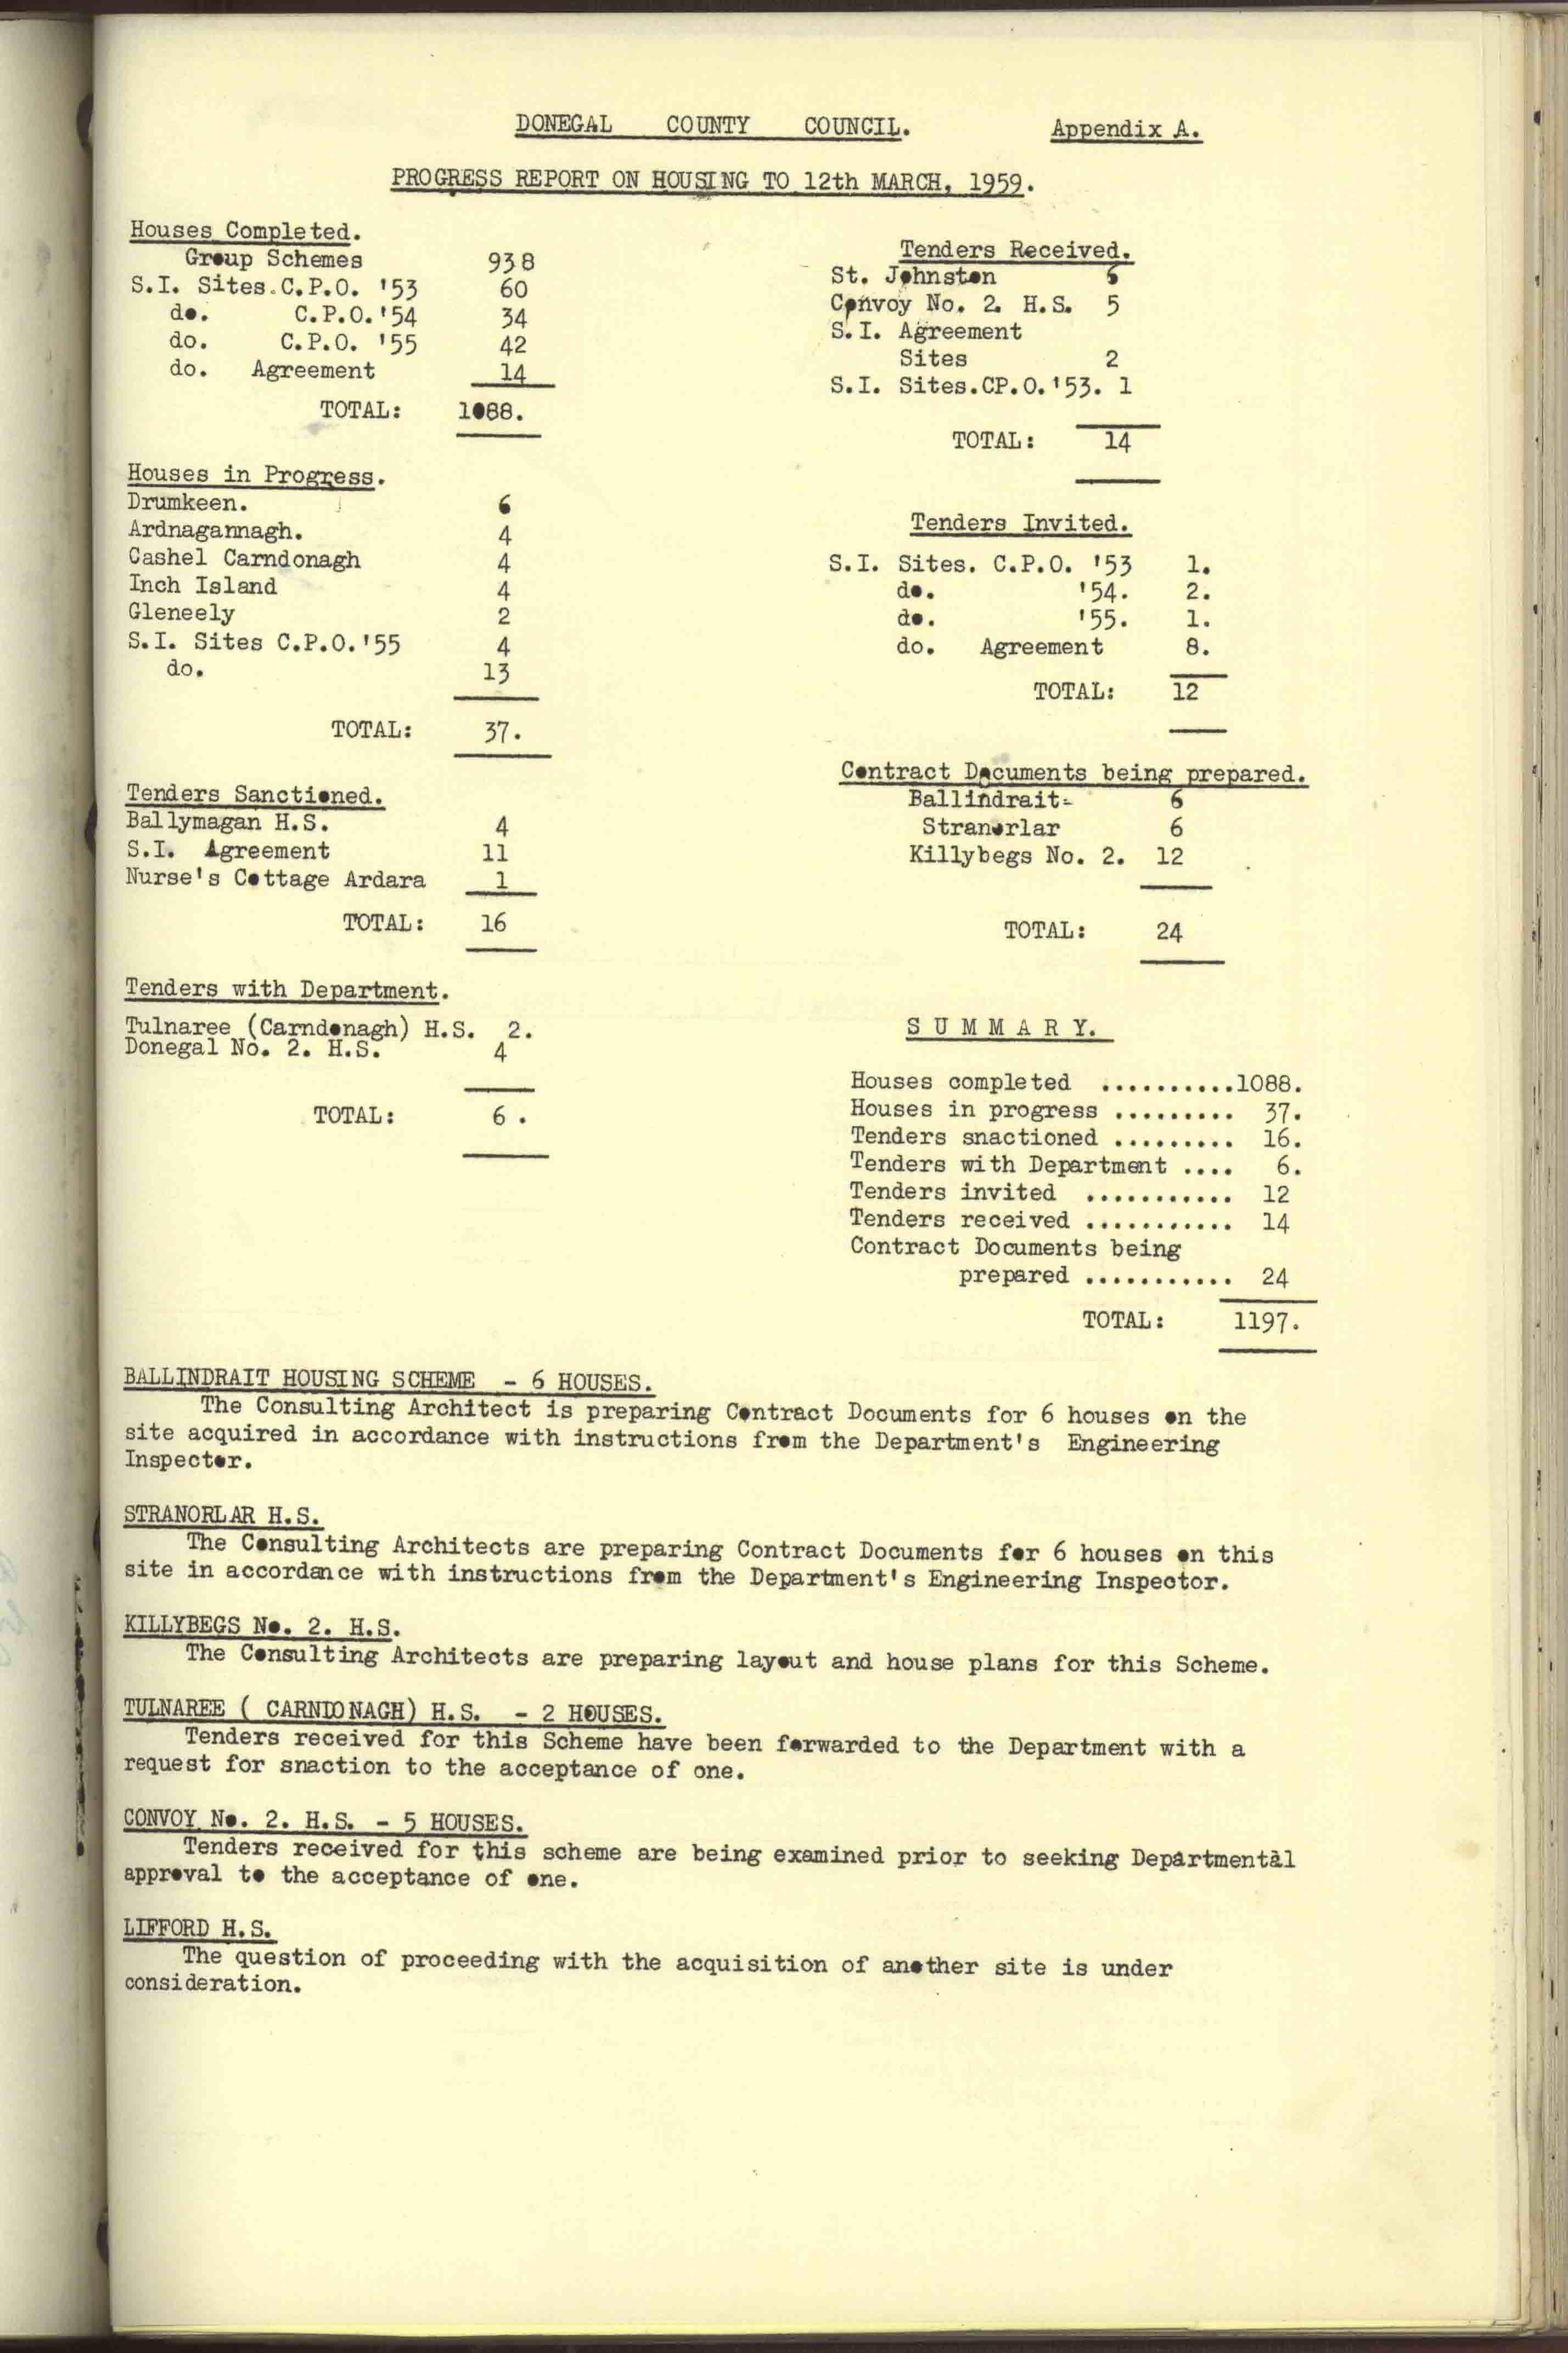 DONEGAL COUNTY COUNCIL. Appendix A.
PROGRESS REPORT ON HOUSING TO 12th MARCH, 1959.
Houses Completed.
Group Schemes 938
S.I. Sites.C.P.O. '53 60
do. C.P.O.'54 34
do. C.P.O. '55 42
do. Agreement 14
TOTAL: 1088.
Houses in Progress.
Drumkeen. 6
Ardnagannagh. 4
Cashel Carndonagh 4
Inch Island 4
Gleneely 2
S.I. Sites C.P.O.'55 4
do. 13
TOTAL: 37.
Tenders Sanctioned.
Ballymagan H.S. 4
S.I. Agreement 11
Nurse's Cottage Ardara 1
TOTAL: 16
Tenders with Department.
Tulnaree (Carndonagh) H.S. 2.
Donegal No. 2. H.S. 4
TOTAL: 6.
Tenders Received.
St. Johnston 6
Convoy No. 2. H.S. 5
S.I. Agreement
Sites 2
S.I. Sites.CP.O.'53. 1
TOTAL: 14
Tenders Invited.
S.I. Sites. C.P.O. '53 1.
do. '54. 2.
do. '55. 1.
do. Agreement 8.
TOTAL: 12
Contract Documents being prepared.
Ballindrait- 6
Stranorlar 6
Killybegs No. 2. 12
TOTAL: 24
S U M M A R Y.
Houses completed ..........1088.
Houses in progress ......... 37.
Tenders snactioned ......... 16.
Tenders with Department .... 6.
Tenders invited ........... 12
Tenders received ........... 14
Contract Documents being
prepared ........... 24
TOTAL: 1197.
BALLINDRAIT HOUSING SCHEME - 6 HOUSES.
The Consulting Architect is preparing Contract Documents for 6 houses on the
site acquired in accordance with instructions from the Department's Engineering
Inspector.
STRANORLAR H.S.
The Consulting Architects are preparing Contract Documents for 6 houses on this
site in accordance with instructions from the Department's Engineering Inspector.
KILLYBEGS No. 2. H.S.
The Consulting Architects are preparing layout and house plans for this Scheme.
TULNAREE ( CARNDONAGH) H.S. - 2 HOUSES.
Tenders received for this Scheme have been forwarded to the Department with a
request for snaction to the acceptance of one.
CONVOY No. 2. H.S. - 5 HOUSES.
Tenders received for this scheme are being examined prior to seeking Departmental
approval to the acceptance of one.
LIFFORD H.S.
The question of proceeding with the acquisition of another site is under
consideration.